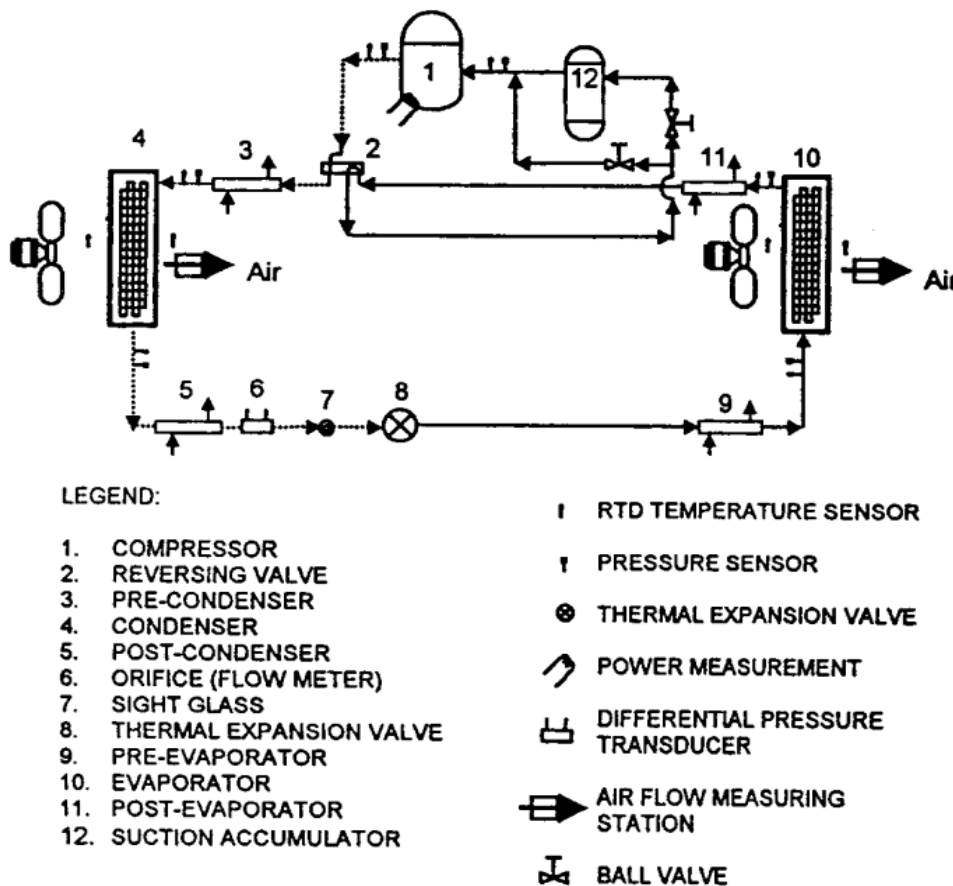 1
12
4
3
2
11
10
Air
Air
5
6
7
8
9
LEGEND:
1. COMPRESSOR
2. REVERSING VALVE
3. PRE-CONDENSER
4. CONDENSER
5. POST-CONDENSER
6. ORIFICE (FLOW METER)
7. SIGHT GLASS
8. THERMAL EXPANSION VALVE
9. PRE-EVAPORATOR
10. EVAPORATOR
11. POST-EVAPORATOR
12. SUCTION ACCUMULATOR
RTD TEMPERATURE SENSOR
PRESSURE SENSOR
THERMAL EXPANSION VALVE
POWER MEASUREMENT
DIFFERENTIAL PRESSURE
TRANSDUCER
AIR FLOW MEASURING
STATION
BALL VALVE